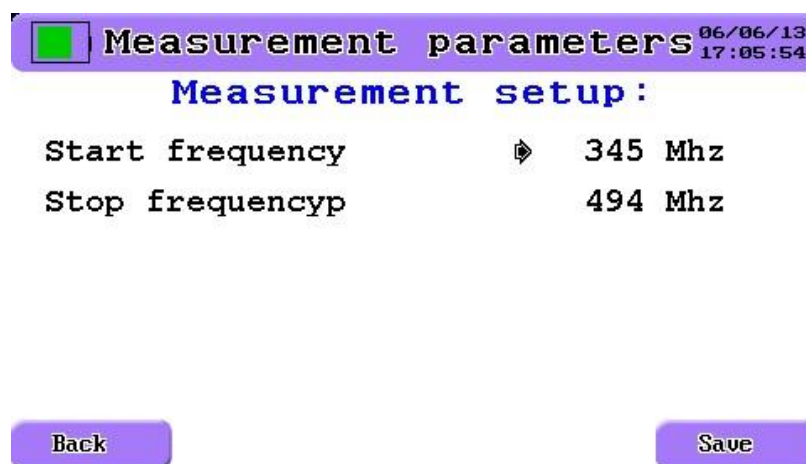 Measurement parameters 06/06/13
17:05:54
Measurement setup:
Start frequency 345 Mhz
Stop frequencyp 494 Mhz
Back Save